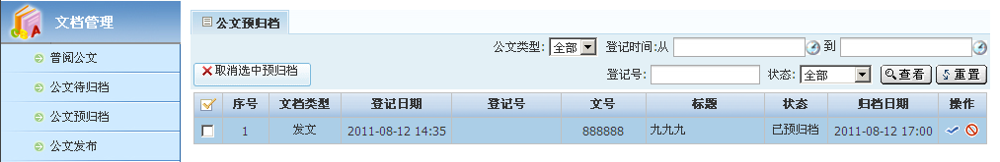 文档管理
普阅公文
公文待归档
公文预归档
公文发布
公文预归档
公文类型: 全部 登记时间:从 到
取消选中预归档 登记号: 状态: 全部 查看 重置
序号 文档类型 登记日期 登记号 文号 标题 状态 归档日期 操作
1 发文 2011-08-12 14:35 888888 九九九 已预归档 2011-08-12 17:00